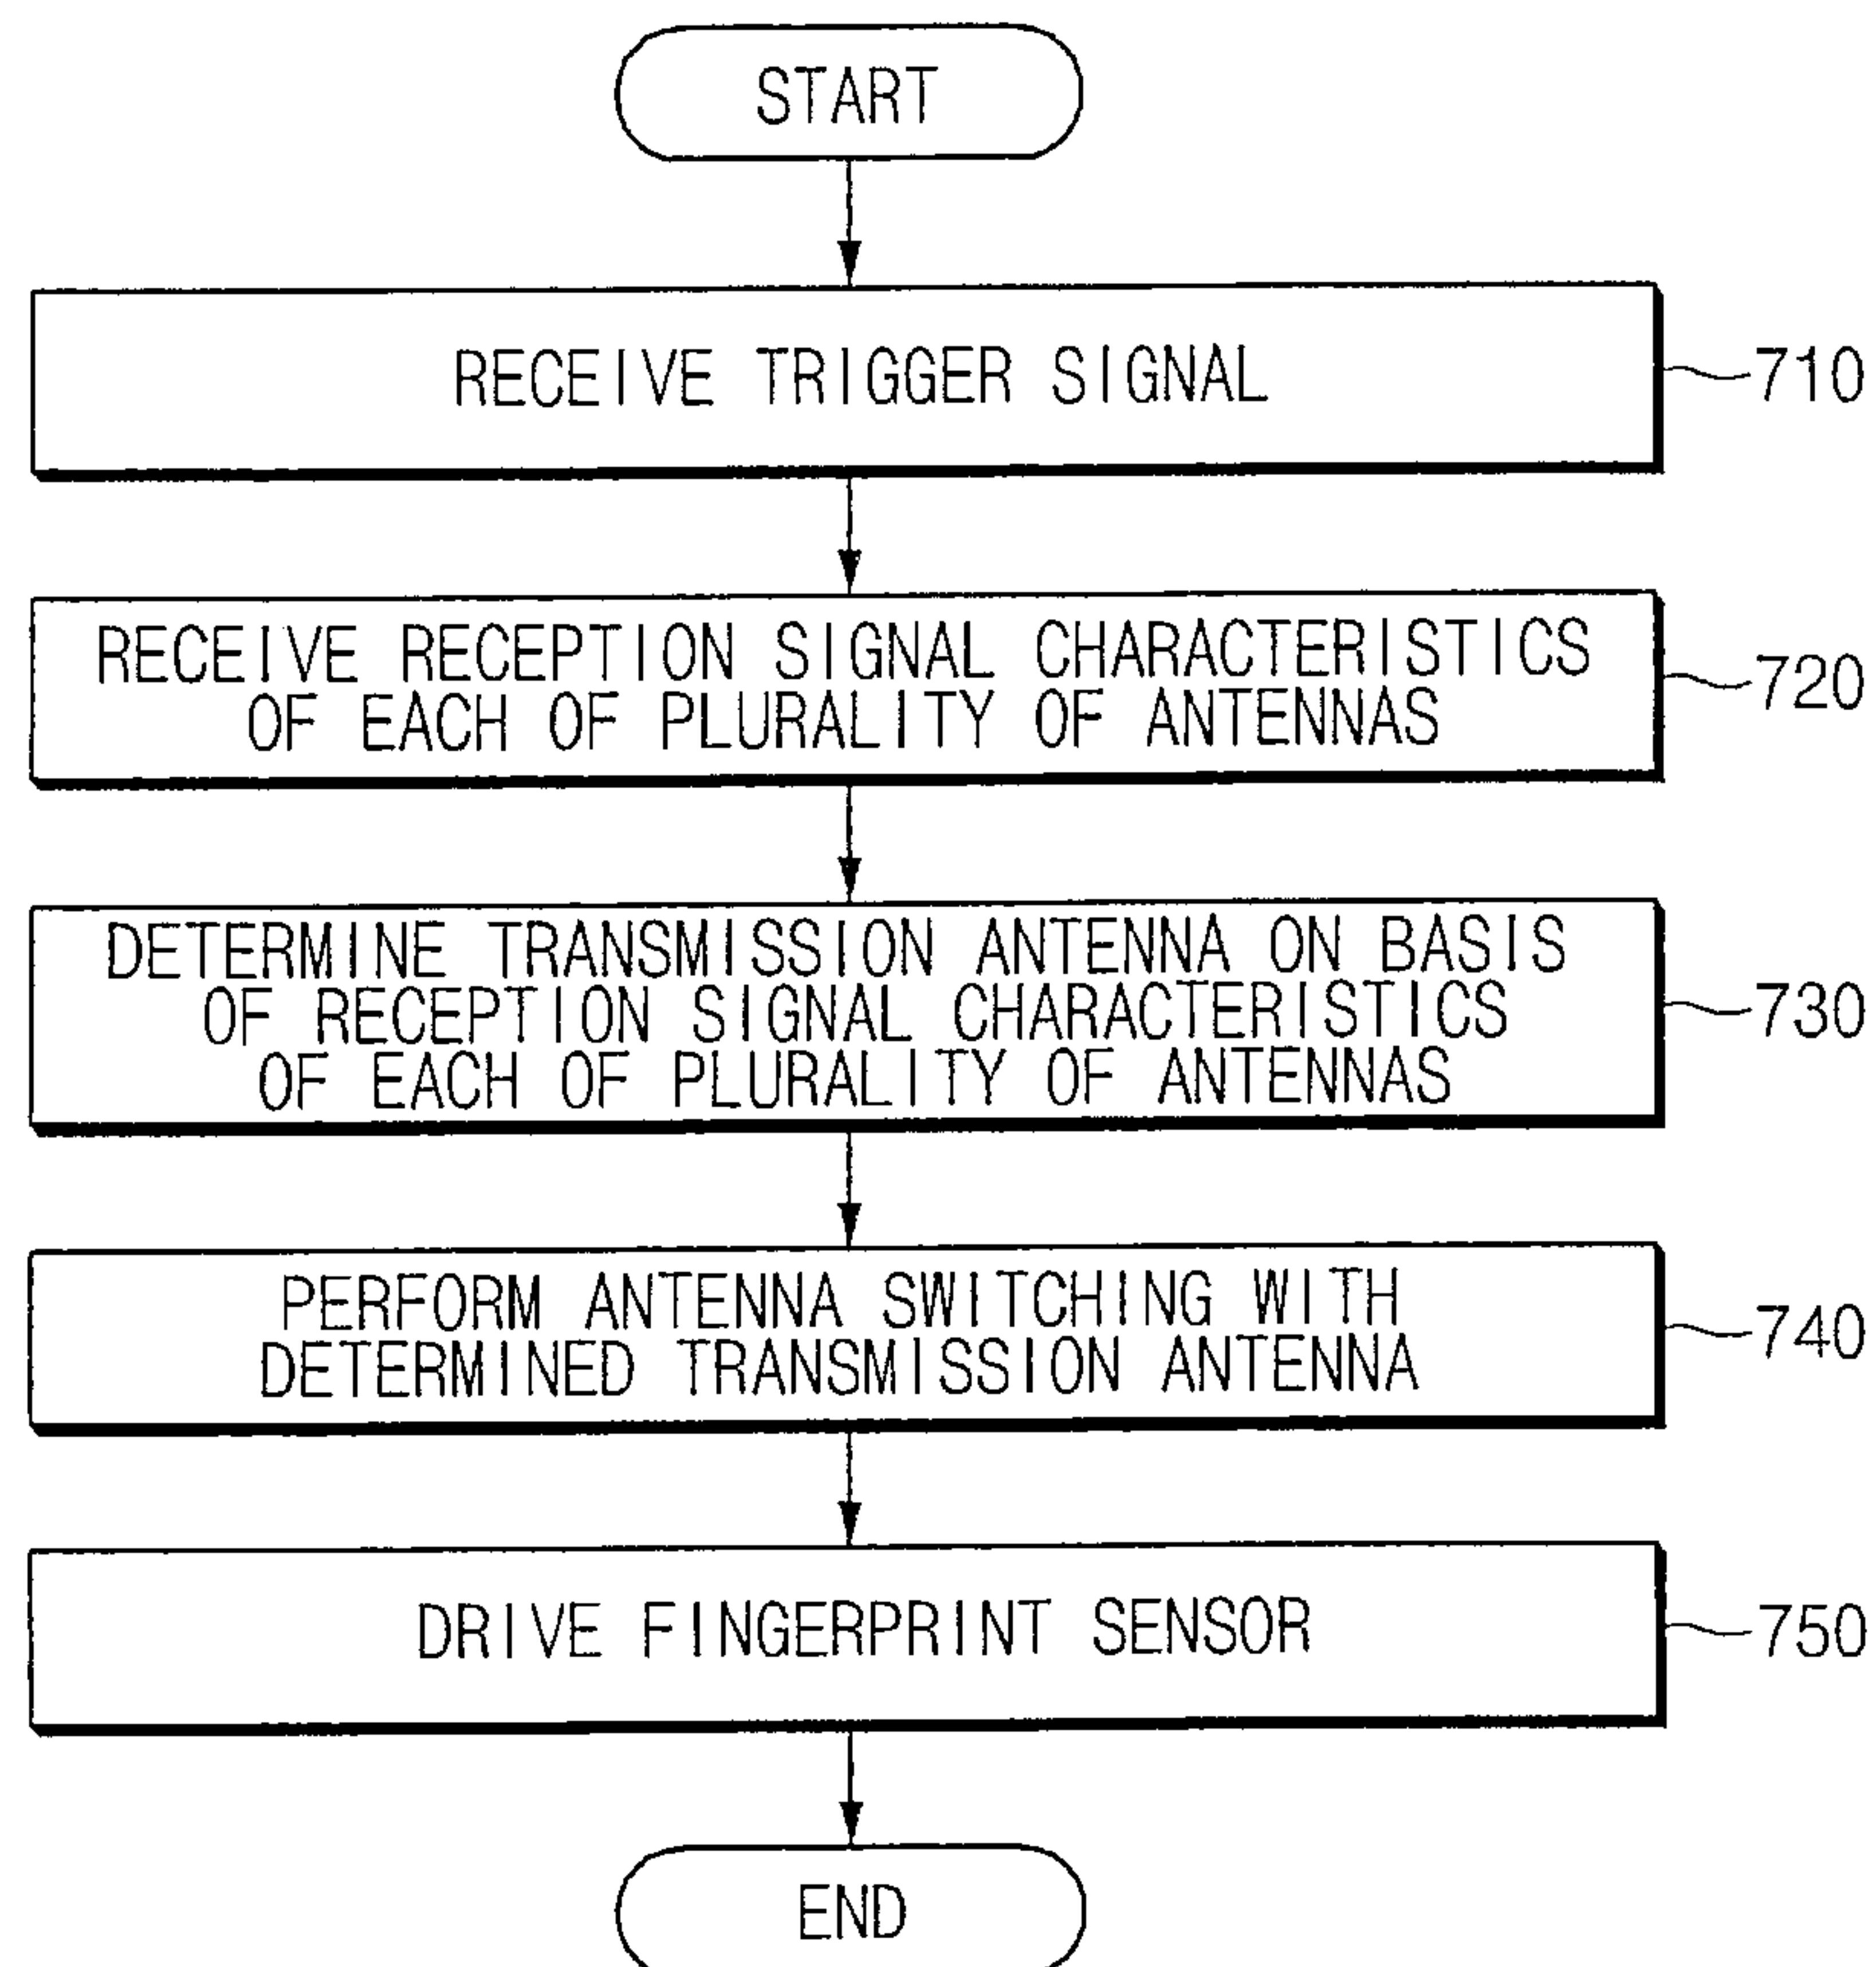 START
RECEIVE TRIGGER SIGNAL
710
RECEIVE RECEPTION SIGNAL CHARACTERISTICS
OF EACH OF PLURALITY OF ANTENNAS
720
DETERMINE TRANSMISSION ANTENNA ON BASIS
OF RECEPTION SIGNAL CHARACTERISTICS
OF EACH OF PLURALITY OF ANTENNAS
730
PERFORM ANTENNA SWITCHING WITH
DETERMINED TRANSMISSION ANTENNA
740
DRIVE FINGERPRINT SENSOR
750
END